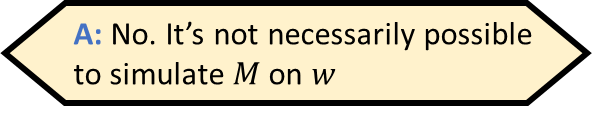 A: No. It’s not necessarily possible
to simulate M on w